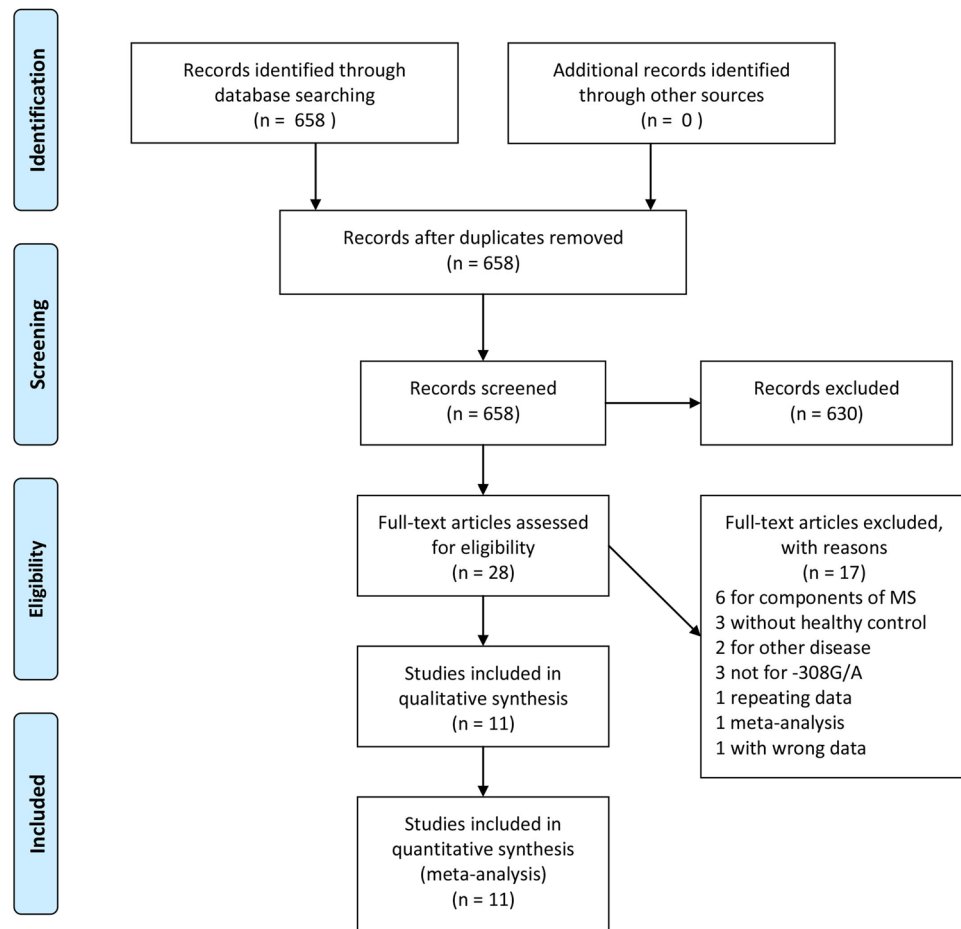 Identification
Records identified through
database searching
(n =  658 )
Additional records identified
through other sources
(n =  0 )
Records after duplicates removed
(n = 658)
Screening
Records screened
(n = 658)
Records excluded
(n = 630)
Eligibility
Full-text articles assessed
for eligibility
(n = 28)
Full-text articles excluded,
with reasons
(n = 17)
6 for components of MS
3 without healthy control
2 for other disease
3 not for -308G/A
1 repeating data
1 meta-analysis
1 with wrong data
Studies included in
qualitative synthesis
(n = 11)
Included
Studies included in
quantitative synthesis
(meta-analysis)
(n = 11)